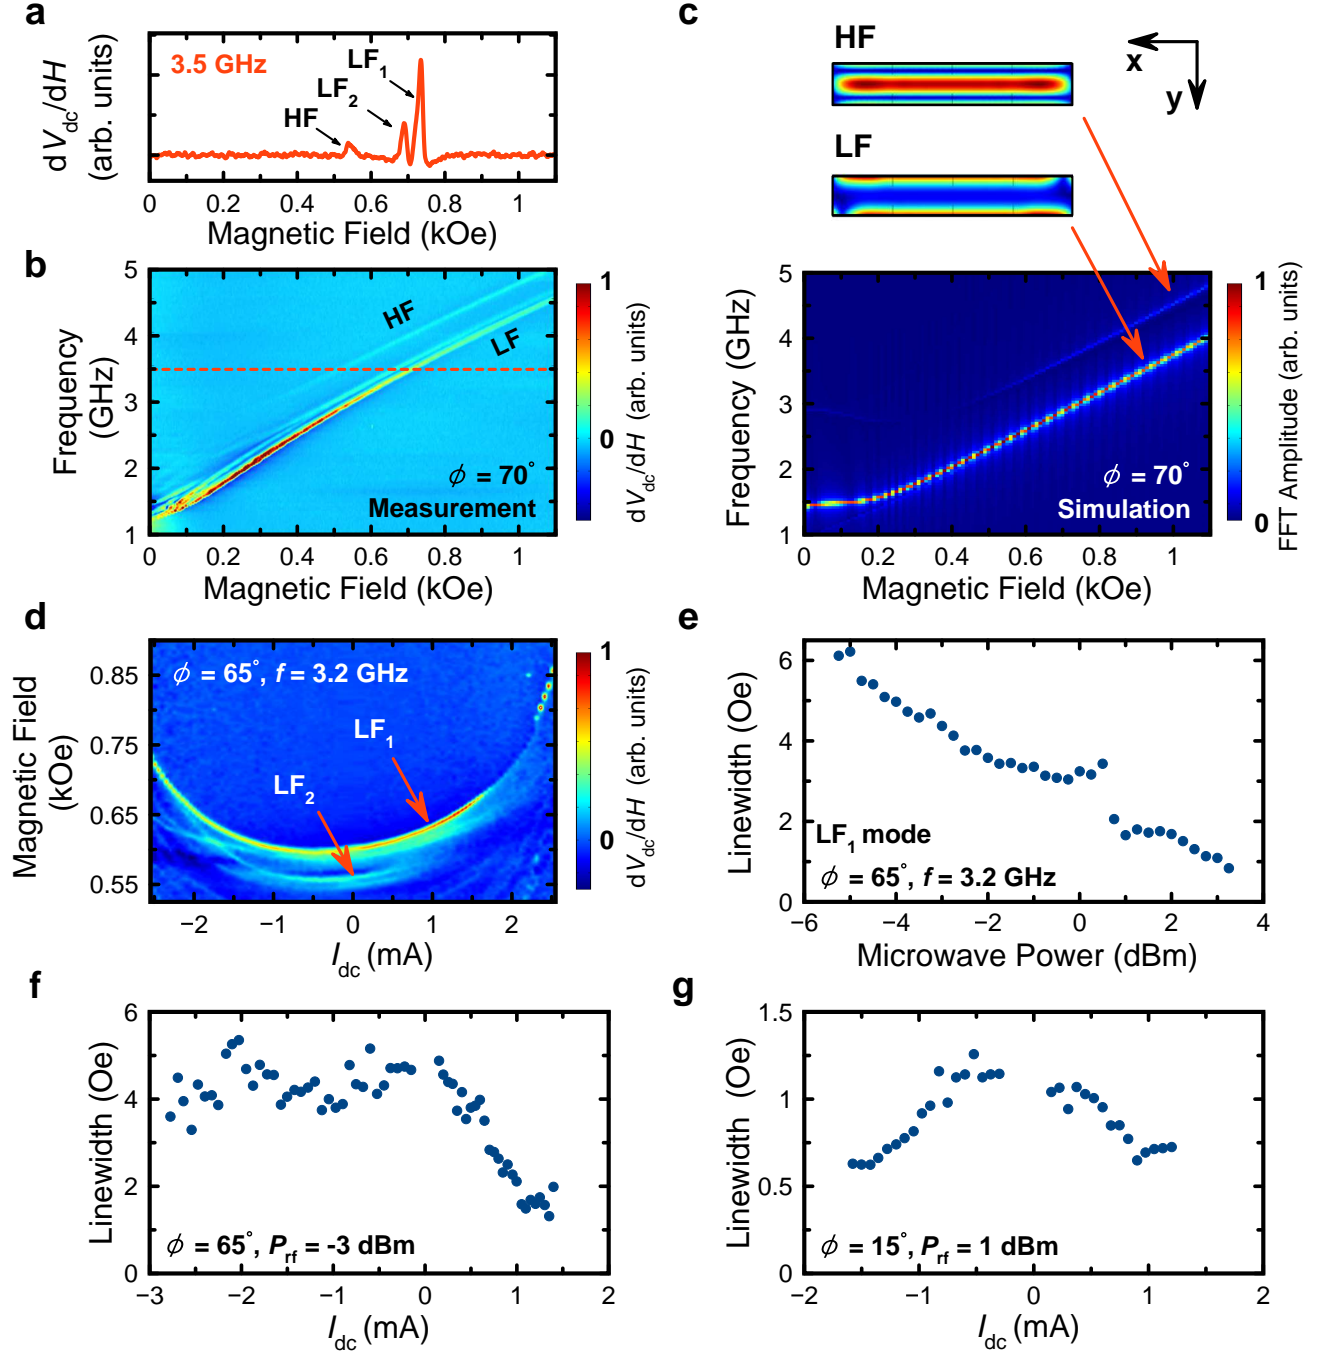 a
3.5 GHz
LF1
LF2
HF
dVdc/dH
(arb. units)
0 0.2 0.4 0.6 0.8 1
Magnetic Field (kOe)
b
5
4
3
2
1
Frequency
(GHz)
HF
LF
ϕ = 70°
Measurement
0 0.2 0.4 0.6 0.8 1
Magnetic Field (kOe)
1
0
dVdc/dH (arb. units)
c
HF
x
y
LF
5
4
3
2
1
Frequency (GHz)
ϕ = 70°
Simulation
0 0.2 0.4 0.6 0.8 1
Magnetic Field (kOe)
1
0
FFT Amplitude (arb. units)
d
0.85
0.75
0.65
0.55
Magnetic Field
(kOe)
ϕ = 65°, f = 3.2 GHz
LF1
LF2
−2 −1 0 1 2
Idc (mA)
1
0
dVdc/dH (arb. units)
e
6
4
2
0
Linewidth (Oe)
LF1 mode
ϕ = 65°, f = 3.2 GHz
−6 −4 −2 0 2 4
Microwave Power (dBm)
f
6
4
2
0
Linewidth (Oe)
ϕ = 65°, Prf = -3 dBm
−3 −2 −1 0 1 2
Idc (mA)
g
1.5
1
0.5
0
Linewidth (Oe)
ϕ = 15°, Prf = 1 dBm
−2 −1 0 1 2
Idc (mA)